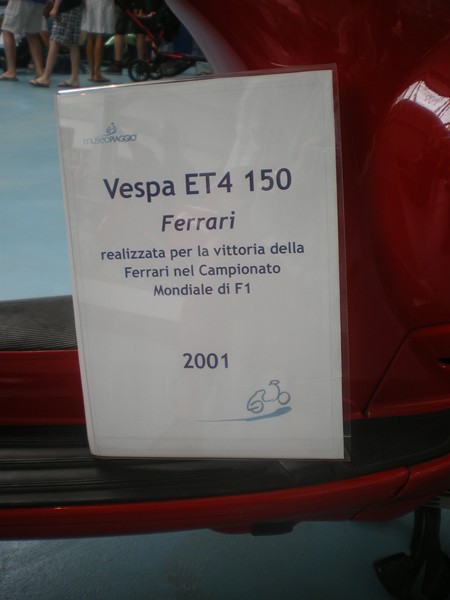 museoPIAGGIO
Vespa ET4 150
Ferrari
realizzata per la vittoria della
Ferrari nel Campionato
Mondiale di F1
2001